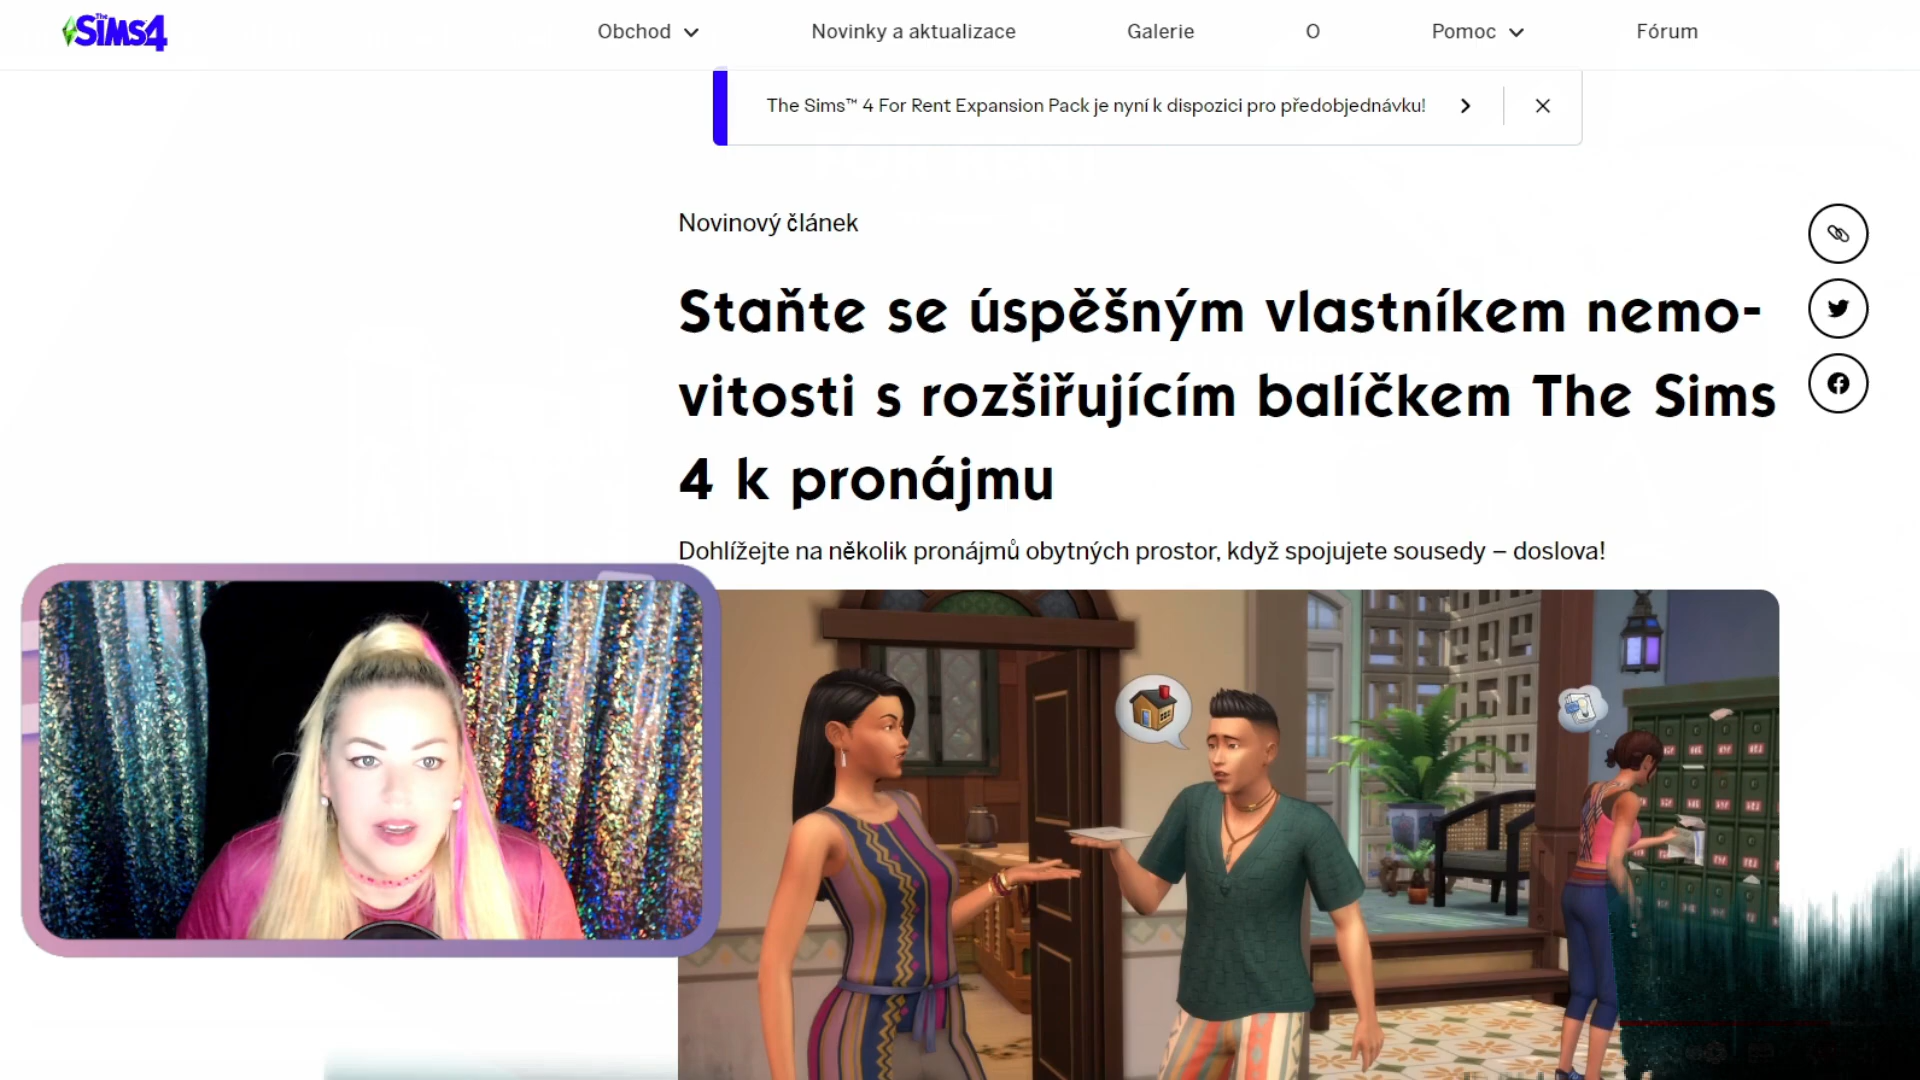 The SIMS4
Obchod
Novinky a aktualizace
Galerie
O
Pomoc
Fórum
The Sims™ 4 For Rent Expansion Pack je nyní k dispozici pro předobjednávku!
Novinový článek
Staňte se úspěšným vlastníkem nemo-
vitosti s rozšiřujícím balíčkem The Sims
4 k pronájmu
Dohlížejte na několik pronájmů obytných prostor, když spojujete sousedy – doslova!